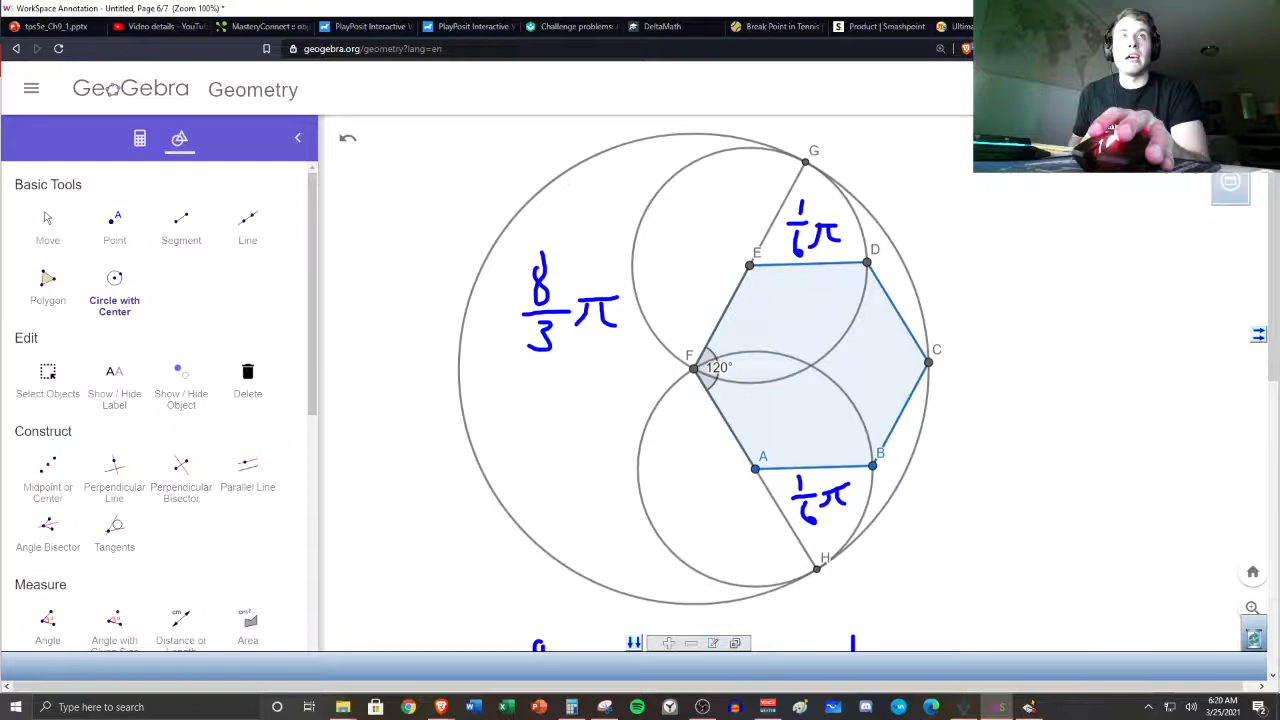 WorkSpace Annotation - Untitled, Page 6/7 (Zoom 100%) *
tps5e_Ch9_1.pptx
Video details - YouTu
MasteryConnect :: obj
PlayPosit Interactive V
PlayPosit Interactive V
Challenge problems:
DeltaMath
Break Point in Tennis
Product | Smashpoint
Ultima
geogebra.org/geometry?lang=en
GeoGebra
Geometry
Basic Tools
Move
Point
Segment
Line
Polygon
Circle with
Center
Edit
Select Objects
Show / Hide
Label
Show / Hide
Object
Delete
Construct
Midpoint or
Center
Perpendicular
Line
Perpendicular
Bisector
Parallel Line
Angle Bisector
Tangents
Measure
Angle
Angle with
Distance or
Area
G
1/6 π
E
D
8/3 π
F
120°
C
A
B
1/6 π
H
Type here to search
6:20 AM
3/25/2021